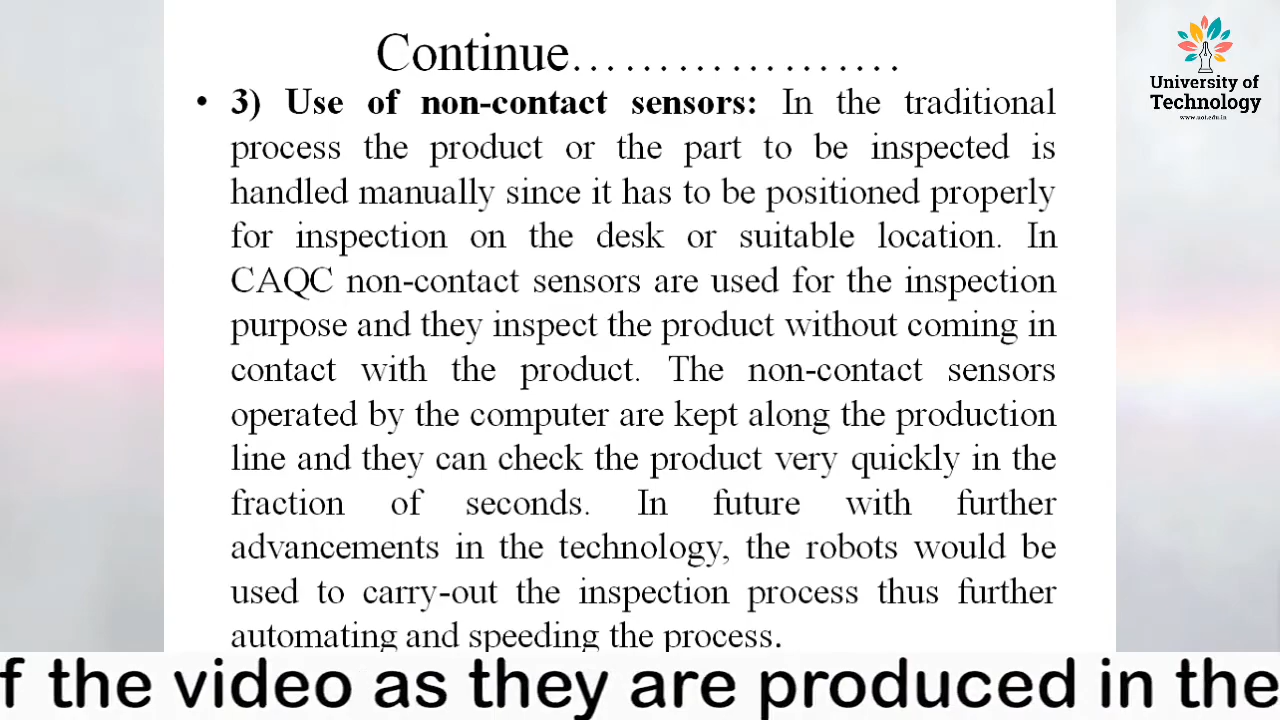 Continue...................
University of
Technology
www.uot.edu.in
• 3) Use of non-contact sensors: In the traditional
process the product or the part to be inspected is
handled manually since it has to be positioned properly
for inspection on the desk or suitable location. In
CAQC non-contact sensors are used for the inspection
purpose and they inspect the product without coming in
contact with the product. The non-contact sensors
operated by the computer are kept along the production
line and they can check the product very quickly in the
fraction of seconds. In future with further
advancements in the technology, the robots would be
used to carry-out the inspection process thus further
automating and speeding the process.
f the video as they are produced in the